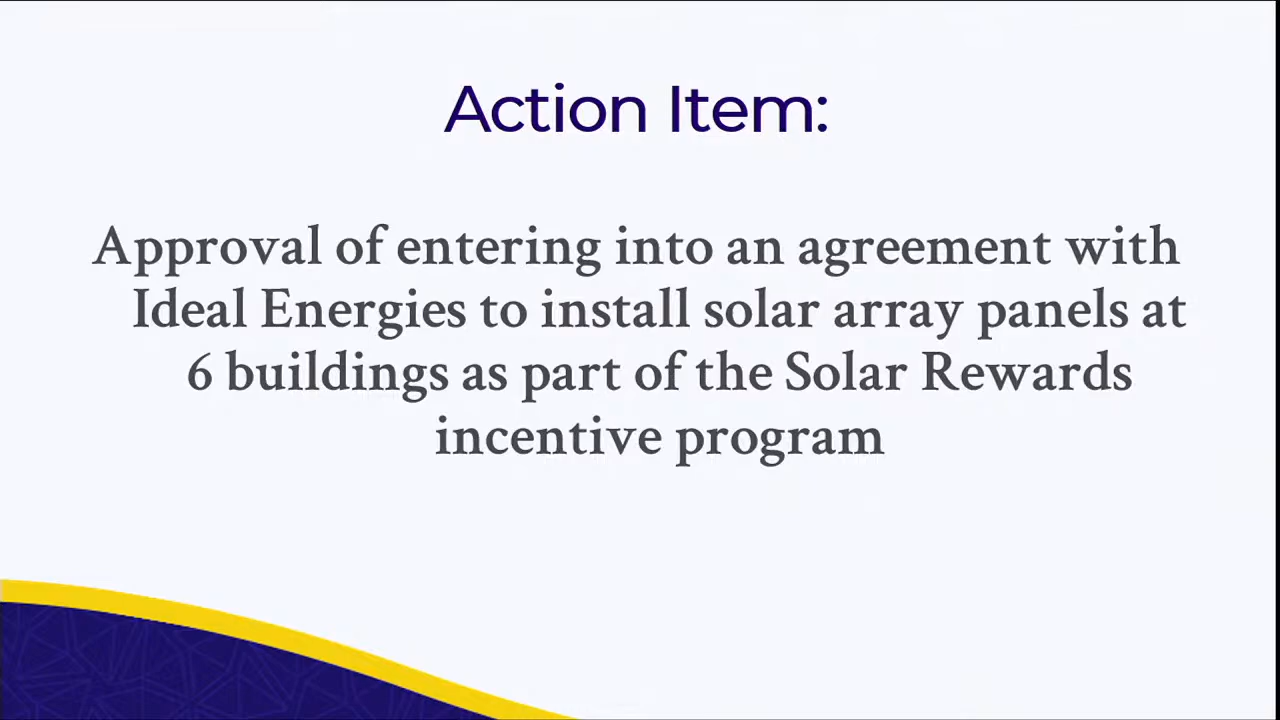 Action Item:
Approval of entering into an agreement with
Ideal Energies to install solar array panels at
6 buildings as part of the Solar Rewards
incentive program